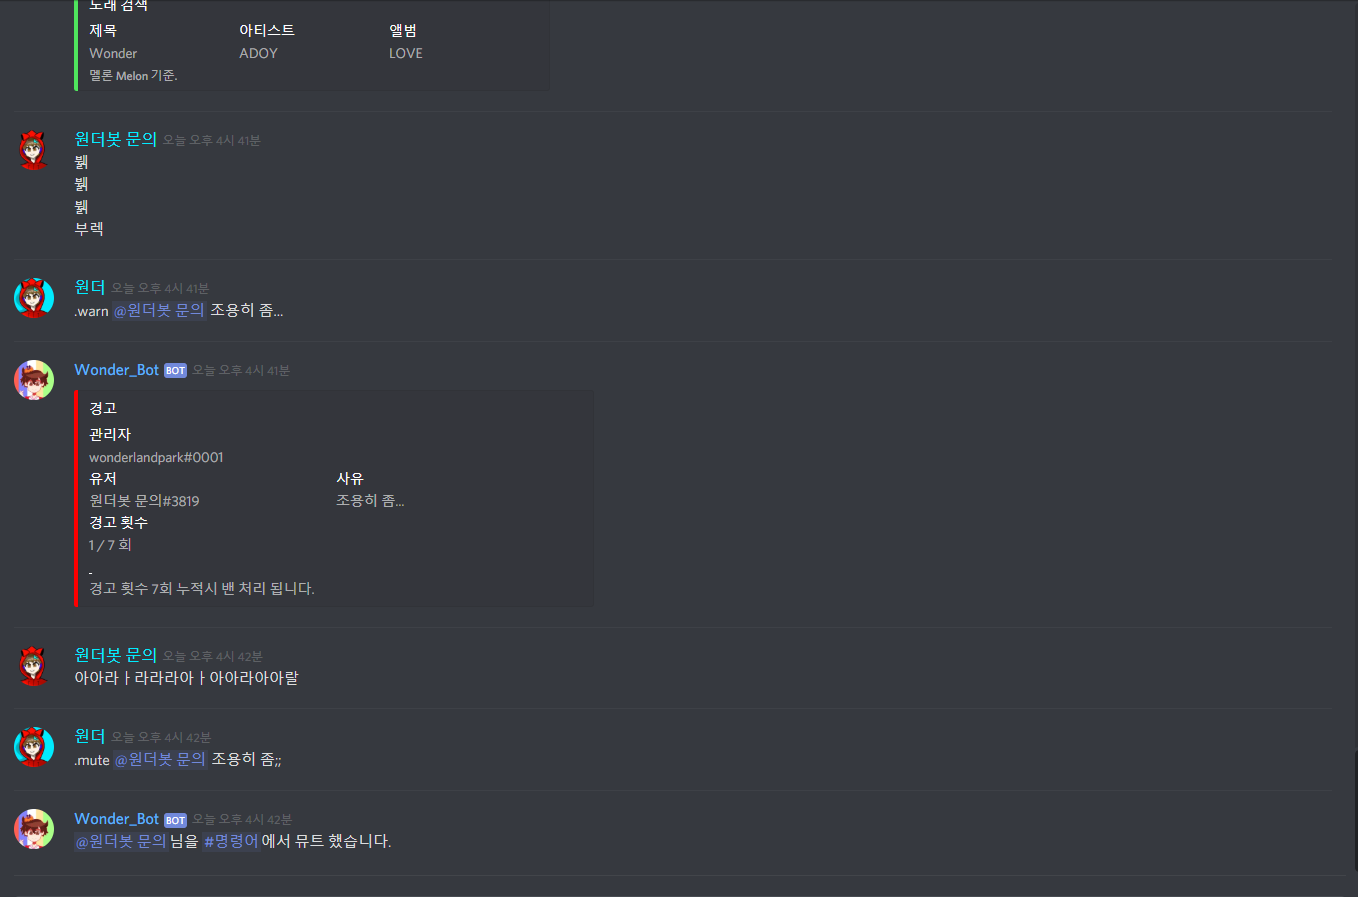 노래 검색
제목 아티스트 앨범
Wonder ADOY LOVE
멜론 Melon 기준.
원더봇 문의 오늘 오후 4시 41분
뷁
뷁
뷁
부렉
원더 오늘 오후 4시 41분
.warn @원더봇 문의 조용히 좀...
Wonder_Bot BOT 오늘 오후 4시 41분
경고
관리자
wonderlandpark#0001
유저 사유
원더봇 문의#3819 조용히 좀...
경고 횟수
1 / 7 회
-
경고 횟수 7회 누적시 밴 처리 됩니다.
원더봇 문의 오늘 오후 4시 42분
아아라ㅏ라라라아ㅏ아아라아아랄
원더 오늘 오후 4시 42분
.mute @원더봇 문의 조용히 좀;;
Wonder_Bot BOT 오늘 오후 4시 42분
@원더봇 문의님을 #명령어에서 뮤트 했습니다.